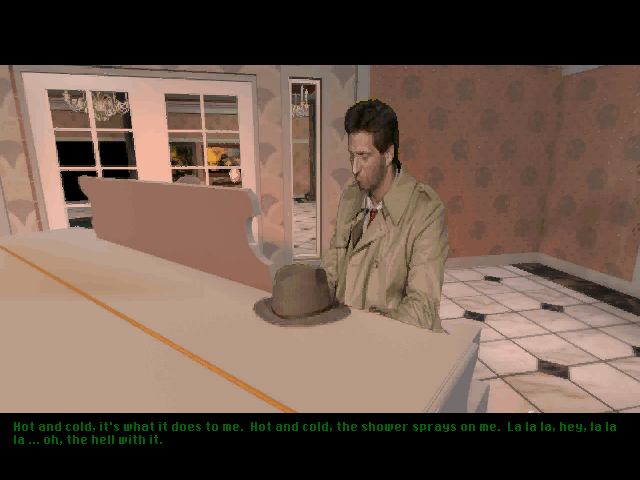 Hot and cold, it's what it does to me.  Hot and cold, the shower sprays on me.  La la la, hey, la la
la ... oh, the hell with it.